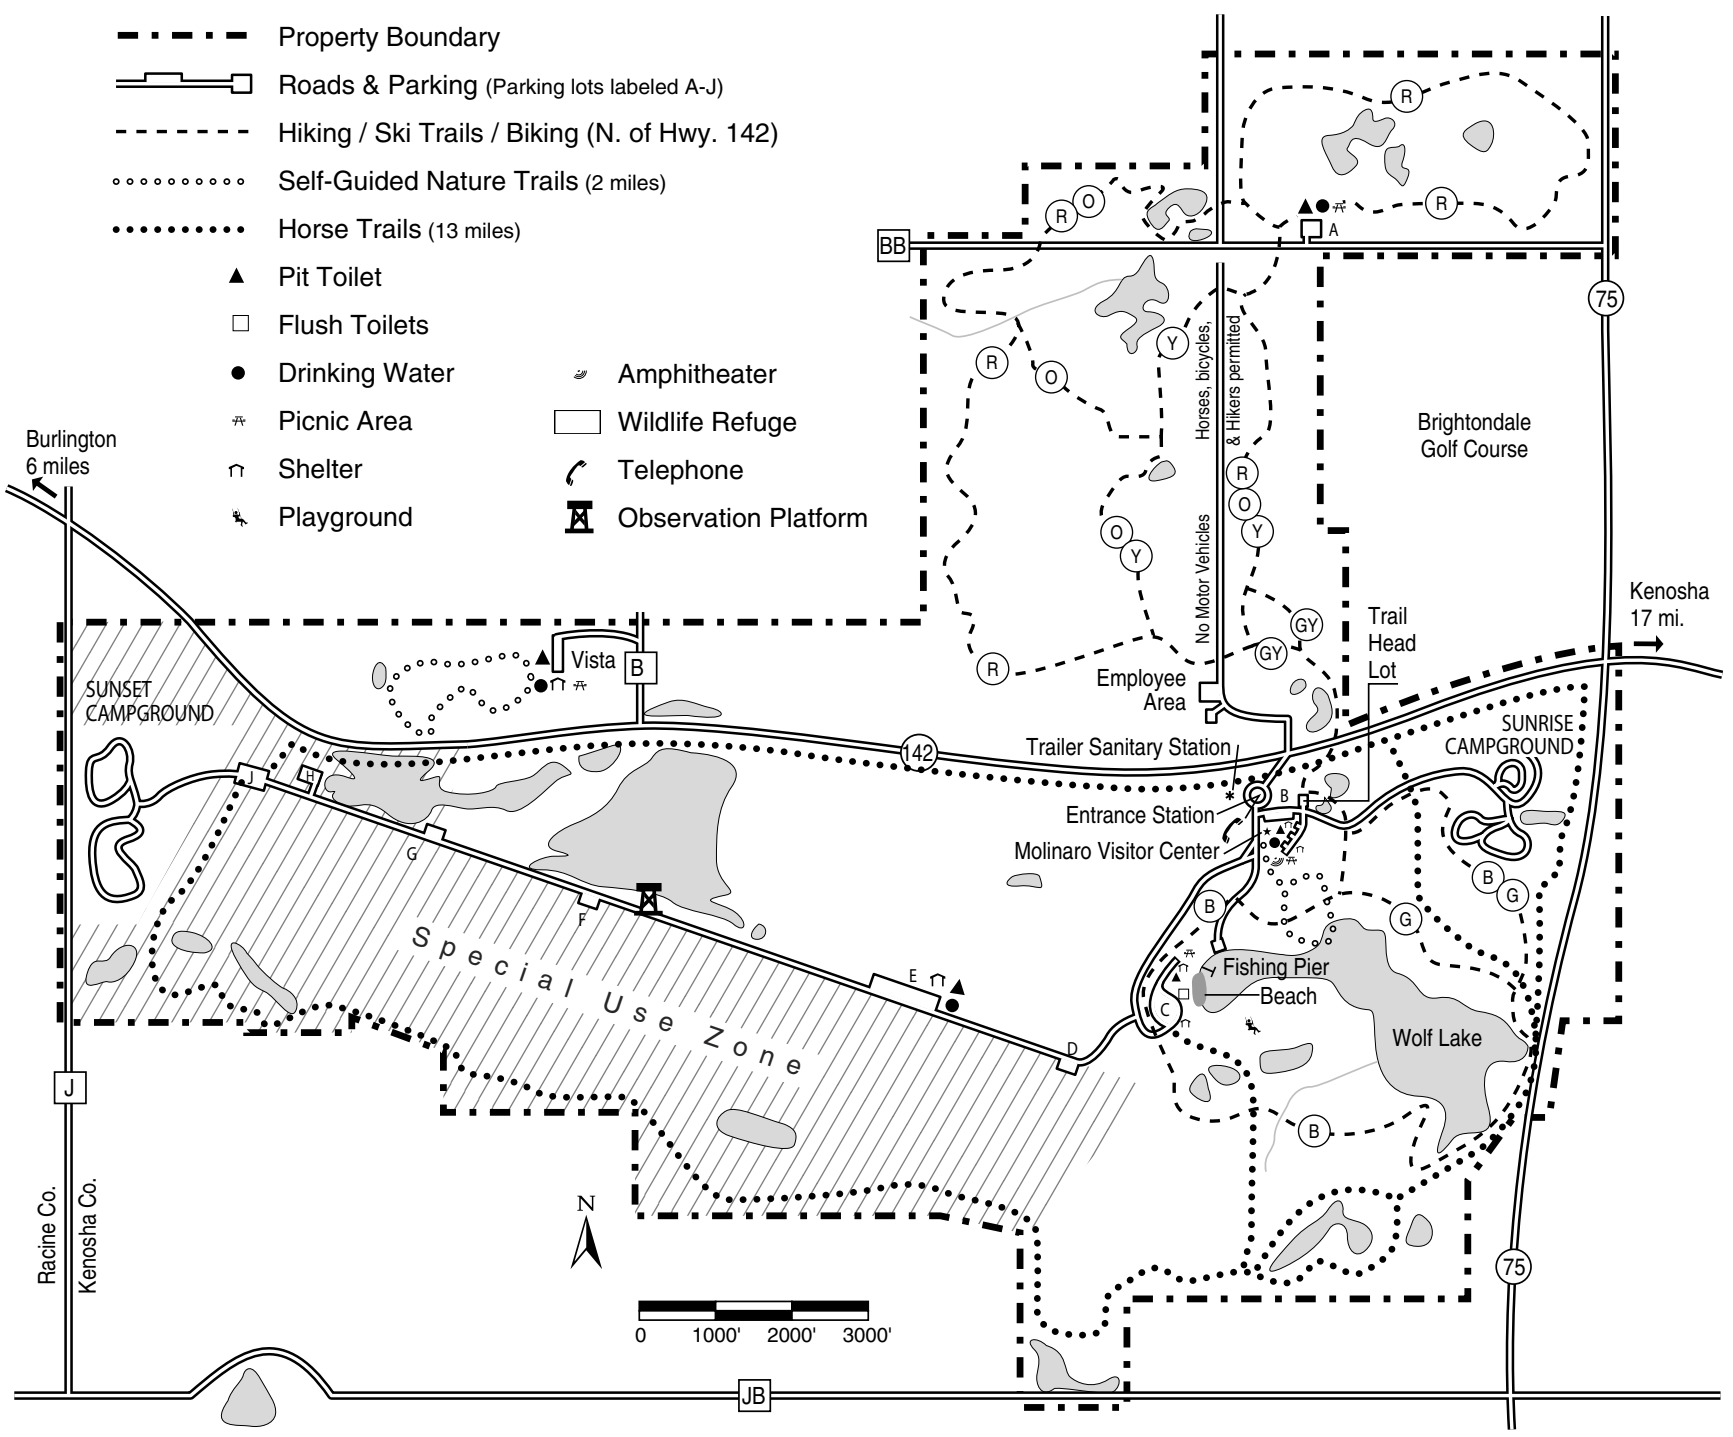 Property Boundary
Roads & Parking (Parking lots labeled A-J)
Hiking / Ski Trails / Biking (N. of Hwy. 142)
Self-Guided Nature Trails (2 miles)
Horse Trails (13 miles)
Pit Toilet
Flush Toilets
Drinking Water
Picnic Area
Shelter
Playground
Amphitheater
Wildlife Refuge
Telephone
Observation Platform
Burlington
6 miles
R
R
O
R
R
A
BB
75
Y
R
O
Horses, bicycles,
& Hikers permitted
No Motor Vehicles
Brightondale
Golf Course
R
O
Y
O
Y
Kenosha
17 mi.
GY
GY
Trail
Head
Lot
R
Employee
Area
Vista
B
SUNSET
CAMPGROUND
SUNRISE
CAMPGROUND
142
Trailer Sanitary Station
*
Entrance Station
B
Molinaro Visitor Center
J
H
G
F
E
D
C
B
B
G
G
Fishing Pier
Beach
Wolf Lake
Special Use Zone
B
J
Racine Co.
Kenosha Co.
N
75
0 1000' 2000' 3000'
JB